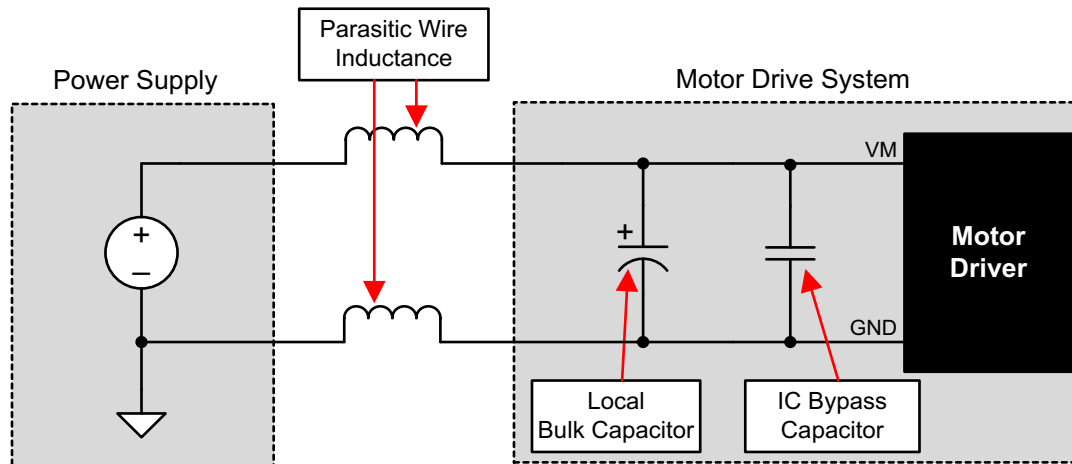 Parasitic Wire
Inductance
Power Supply
Motor Drive System
VM
+
–
+
Motor
Driver
GND
Local
Bulk Capacitor
IC Bypass
Capacitor